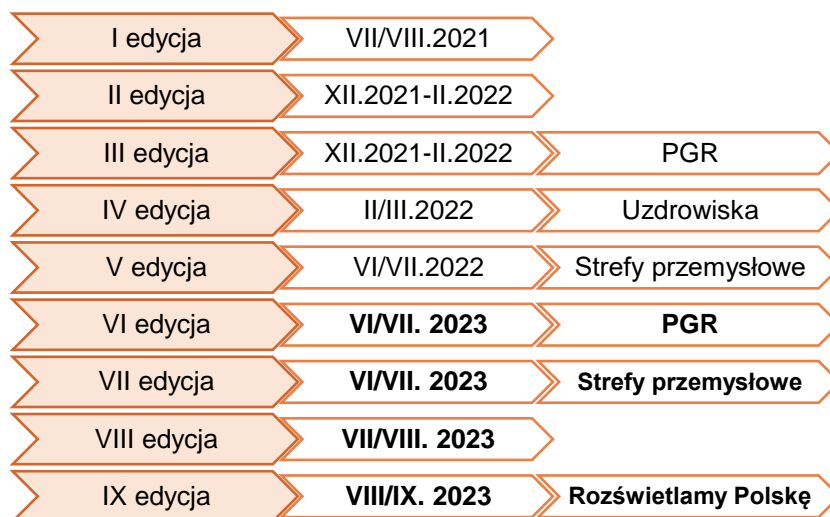 I edycja VII/VIII.2021
II edycja XII.2021-II.2022
III edycja XII.2021-II.2022 PGR
IV edycja II/III.2022 Uzdrowiska
V edycja VI/VII.2022 Strefy przemysłowe
VI edycja VI/VII. 2023 PGR
VII edycja VI/VII. 2023 Strefy przemysłowe
VIII edycja VII/VIII. 2023
IX edycja VIII/IX. 2023 Rozświetlamy Polskę